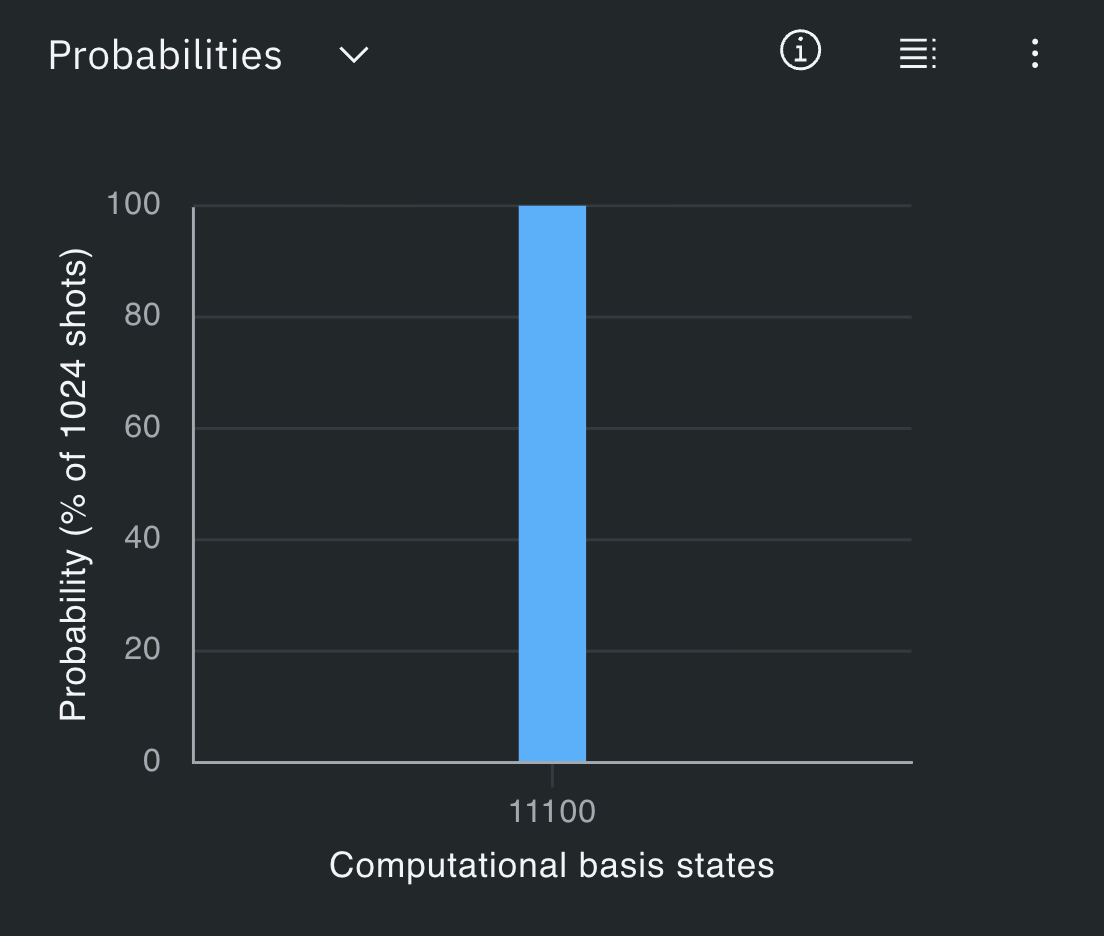 Probabilities
Probability (% of 1024 shots)
100
80
60
40
20
0
11100
Computational basis states